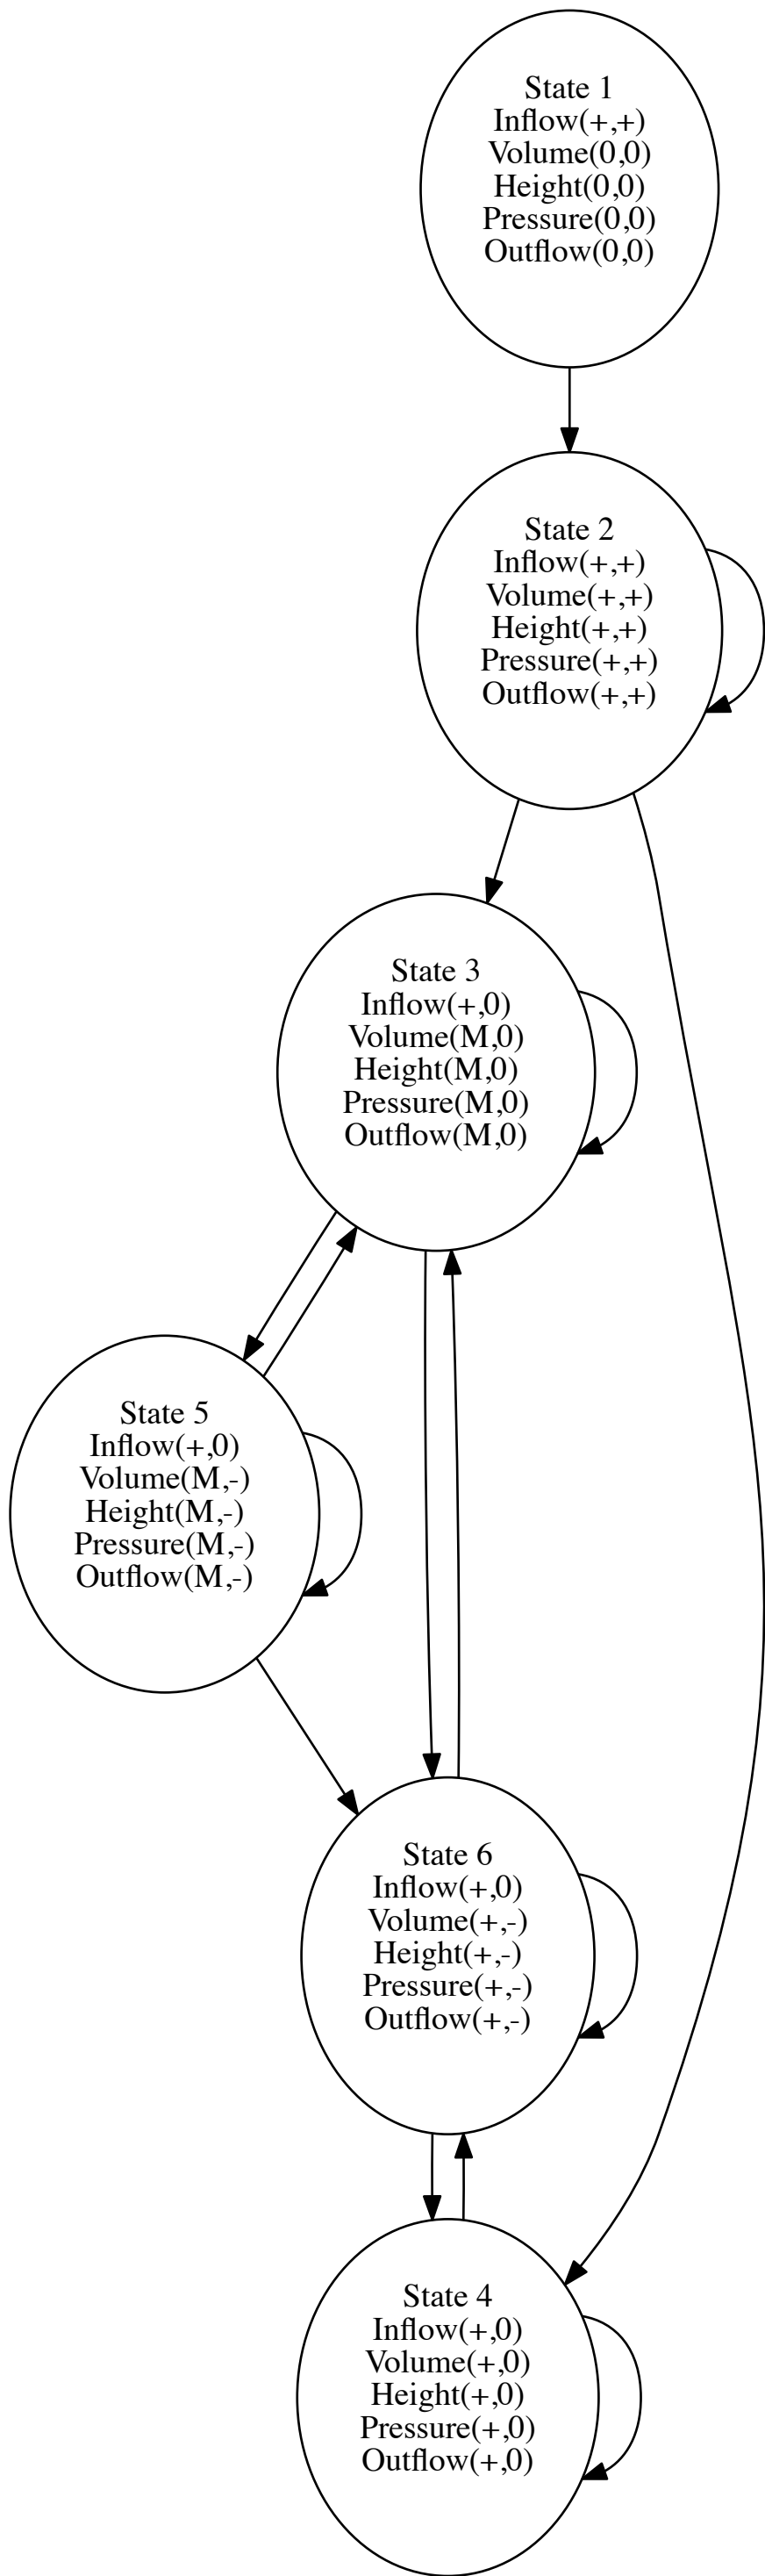 State 1
Inflow(+,+)
Volume(0,0)
Height(0,0)
Pressure(0,0)
Outflow(0,0)
State 2
Inflow(+,+)
Volume(+,+)
Height(+,+)
Pressure(+,+)
Outflow(+,+)
State 3
Inflow(+,0)
Volume(M,0)
Height(M,0)
Pressure(M,0)
Outflow(M,0)
State 5
Inflow(+,0)
Volume(M,-)
Height(M,-)
Pressure(M,-)
Outflow(M,-)
State 6
Inflow(+,0)
Volume(+,-)
Height(+,-)
Pressure(+,-)
Outflow(+,-)
State 4
Inflow(+,0)
Volume(+,0)
Height(+,0)
Pressure(+,0)
Outflow(+,0)